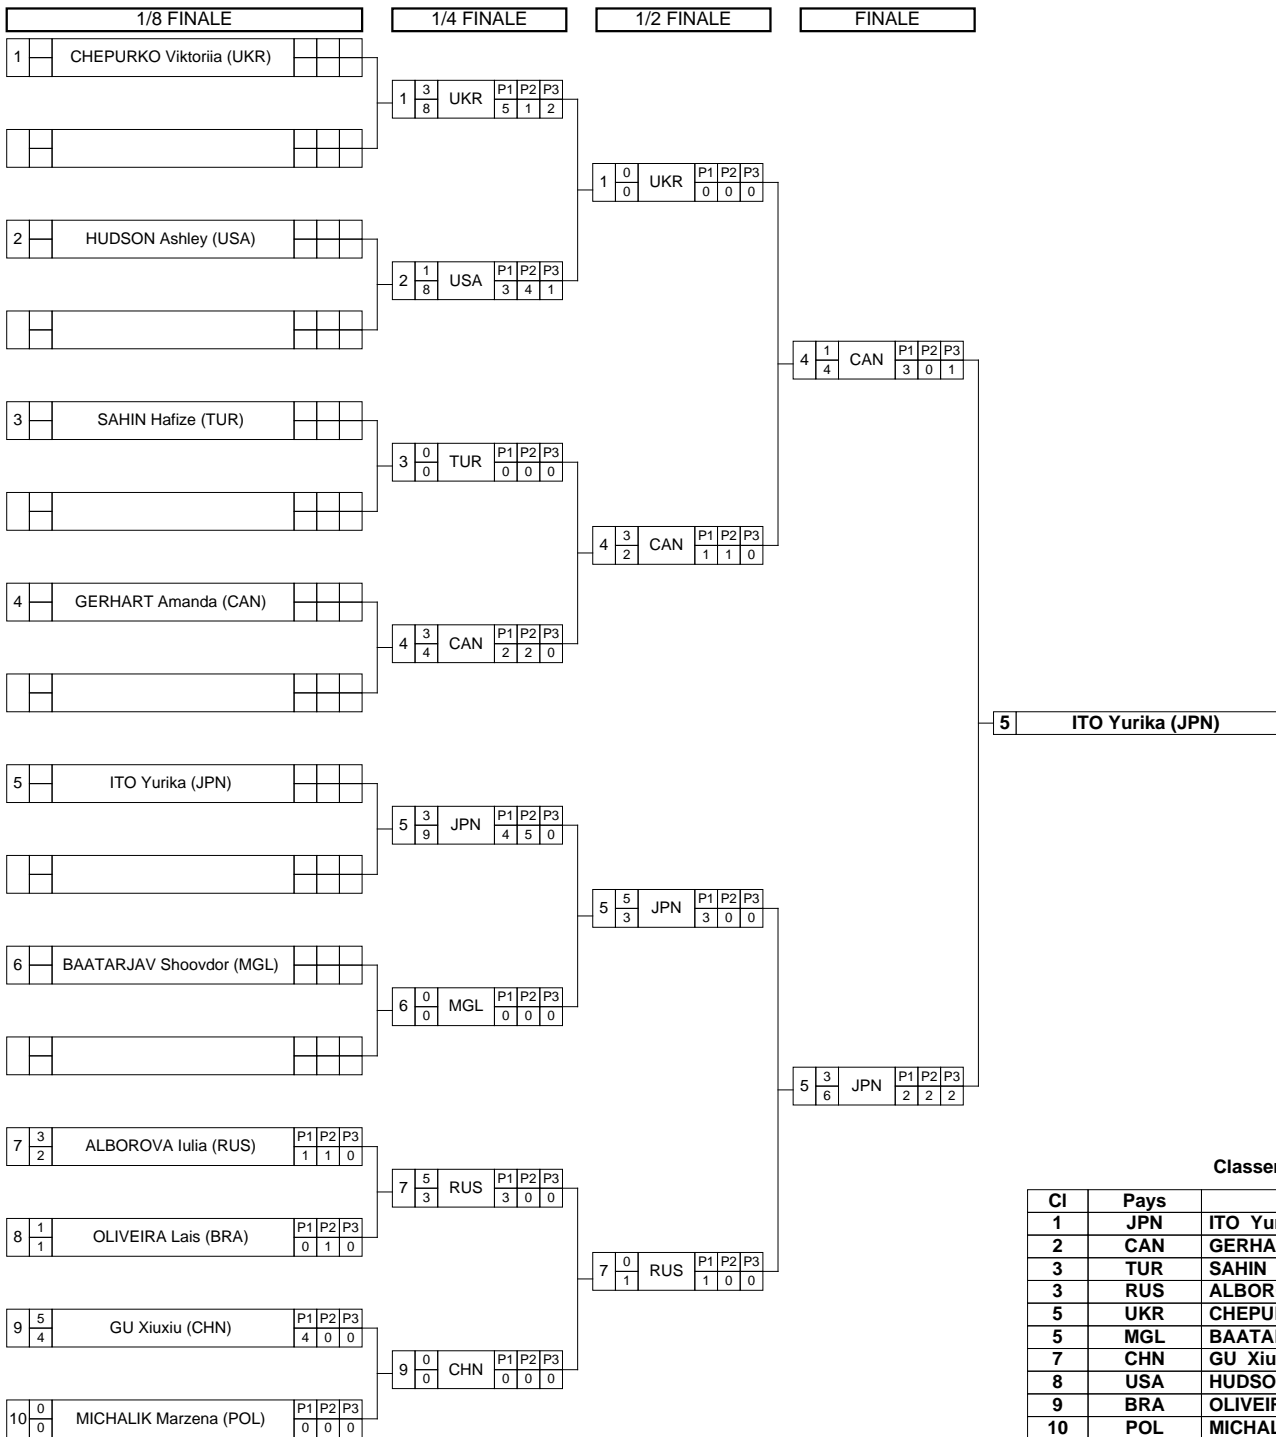 1/8 FINALE
1/4 FINALE
1/2 FINALE
FINALE
1 CHEPURKO Viktoriia (UKR)
1 3 8 UKR P1 P2 P3 5 1 2
1 0 0 UKR P1 P2 P3 0 0 0
2 HUDSON Ashley (USA)
2 1 8 USA P1 P2 P3 3 4 1
4 1 4 CAN P1 P2 P3 3 0 1
3 SAHIN Hafize (TUR)
3 0 0 TUR P1 P2 P3 0 0 0
4 3 2 CAN P1 P2 P3 1 1 0
4 GERHART Amanda (CAN)
4 3 4 CAN P1 P2 P3 2 2 0
5 ITO Yurika (JPN)
5 ITO Yurika (JPN)
5 3 9 JPN P1 P2 P3 4 5 0
5 5 3 JPN P1 P2 P3 3 0 0
6 BAATARJAV Shoovdor (MGL)
6 0 0 MGL P1 P2 P3 0 0 0
5 3 6 JPN P1 P2 P3 2 2 2
7 3 2 ALBOROVA Iulia (RUS) P1 P2 P3 1 1 0
7 5 3 RUS P1 P2 P3 3 0 0
8 1 1 OLIVEIRA Lais (BRA) P1 P2 P3 0 1 0
7 0 1 RUS P1 P2 P3 1 0 0
9 5 4 GU Xiuxiu (CHN) P1 P2 P3 4 0 0
9 0 0 CHN P1 P2 P3 0 0 0
10 0 0 MICHALIK Marzena (POL) P1 P2 P3 0 0 0
Classe
Cl Pays
1 JPN ITO Yu
2 CAN GERHA
3 TUR SAHIN
3 RUS ALBOR
5 UKR CHEPU
5 MGL BAATA
7 CHN GU Xiu
8 USA HUDSO
9 BRA OLIVEI
10 POL MICHAL